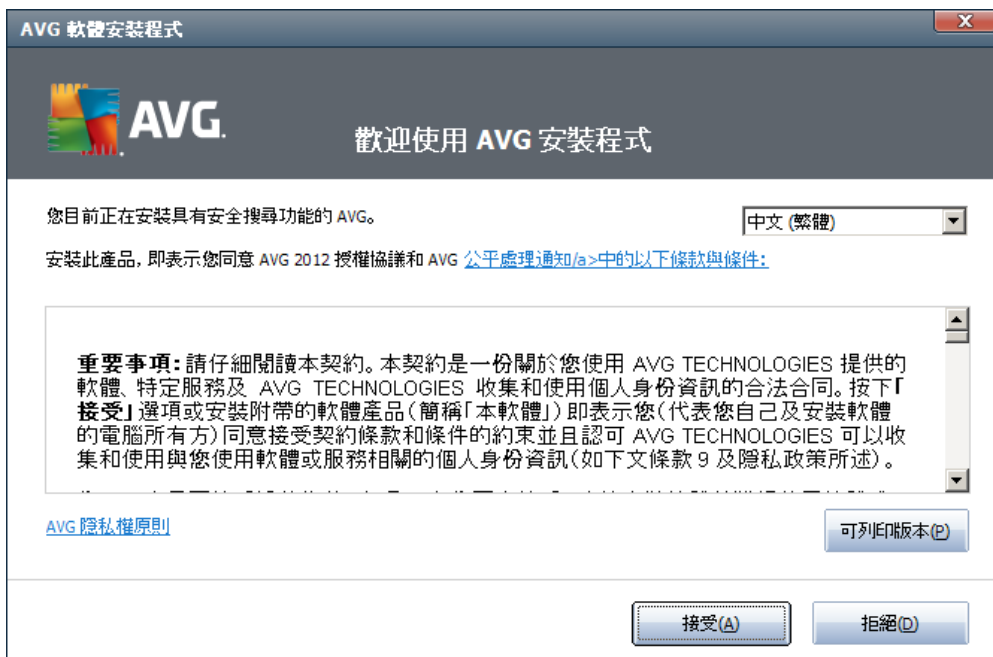 AVG 軟體安裝程式
AVG.
歡迎使用 AVG 安裝程式
您目前正在安裝具有安全搜尋功能的 AVG。
中文 (繁體)
安裝此產品, 即表示您同意 AVG 2012 授權協議和 AVG 公平處理通知/a>中的以下條款與條件:
重要事項: 請仔細閱讀本契約。本契約是一份關於您使用 AVG TECHNOLOGIES 提供的
軟體、特定服務及 AVG TECHNOLOGIES 收集和使用個人身份資訊的合法合同。按下「
接受」選項或安裝附帶的軟體產品(簡稱「本軟體」)即表示您(代表您自己及安裝軟體
的電腦所有方)同意接受契約條款和條件的約束並且認可 AVG TECHNOLOGIES 可以收
集和使用與您使用軟體或服務相關的個人身份資訊(如下文條款 9 及隱私政策所述)。
AVG 隱私權原則
可列印版本(P)
接受(A)
拒絕(D)